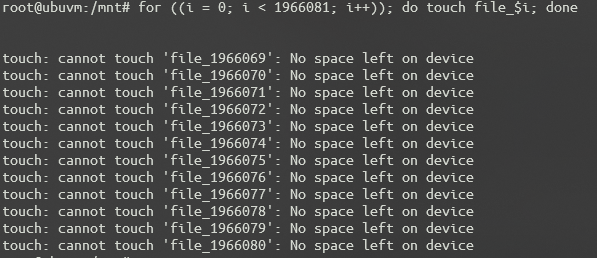 root@ubuvm:/mnt# for ((i = 0; i < 1966081; i++)); do touch file_$i; done
touch: cannot touch 'file_1966069': No space left on device
touch: cannot touch 'file_1966070': No space left on device
touch: cannot touch 'file_1966071': No space left on device
touch: cannot touch 'file_1966072': No space left on device
touch: cannot touch 'file_1966073': No space left on device
touch: cannot touch 'file_1966074': No space left on device
touch: cannot touch 'file_1966075': No space left on device
touch: cannot touch 'file_1966076': No space left on device
touch: cannot touch 'file_1966077': No space left on device
touch: cannot touch 'file_1966078': No space left on device
touch: cannot touch 'file_1966079': No space left on device
touch: cannot touch 'file_1966080': No space left on device